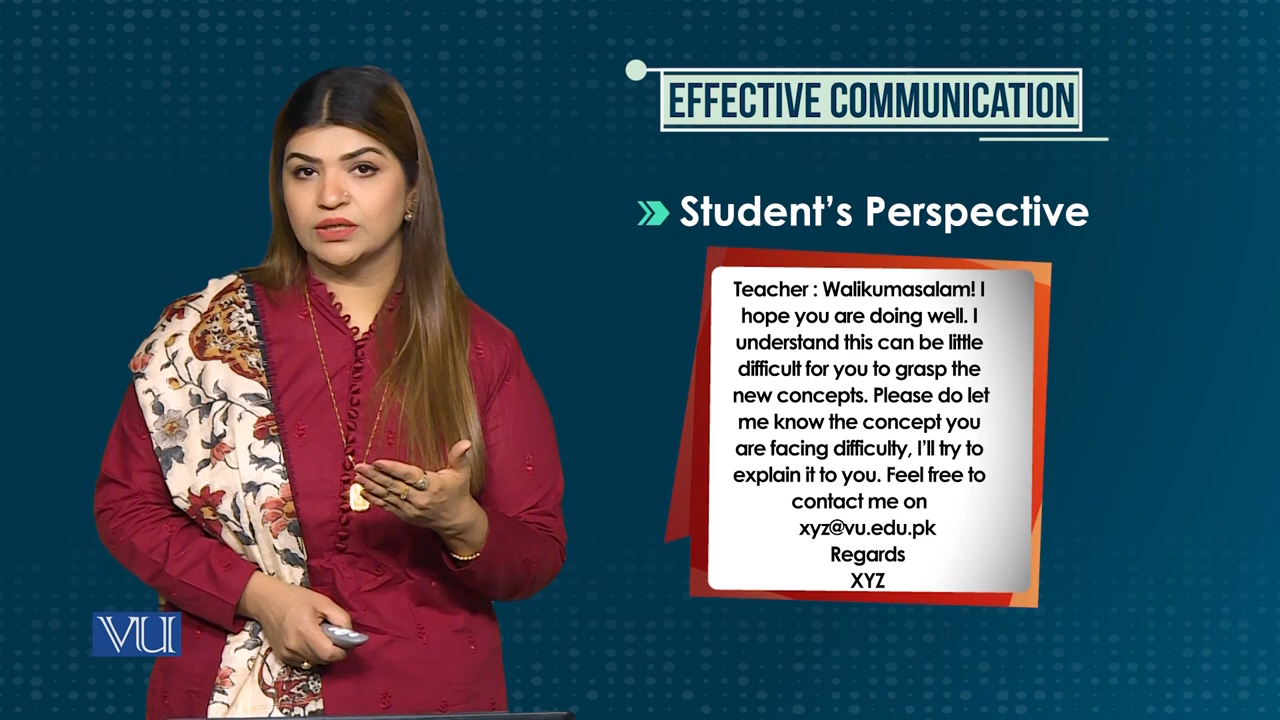 EFFECTIVE COMMUNICATION
Student's Perspective
Teacher : Walikumasalam! I
hope you are doing well. I
understand this can be little
difficult for you to grasp the
new concepts. Please do let
me know the concept you
are facing difficulty, I'll try to
explain it to you. Feel free to
contact me on
xyz@vu.edu.pk
Regards
XYZ
VU